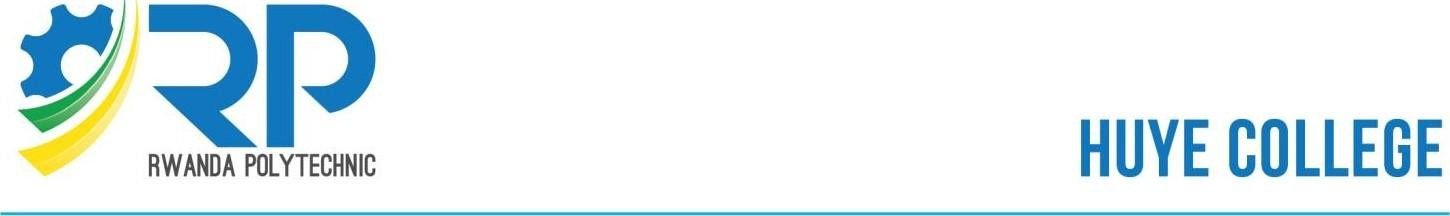 RP
RWANDA POLYTECHNIC
HUYE COLLEGE